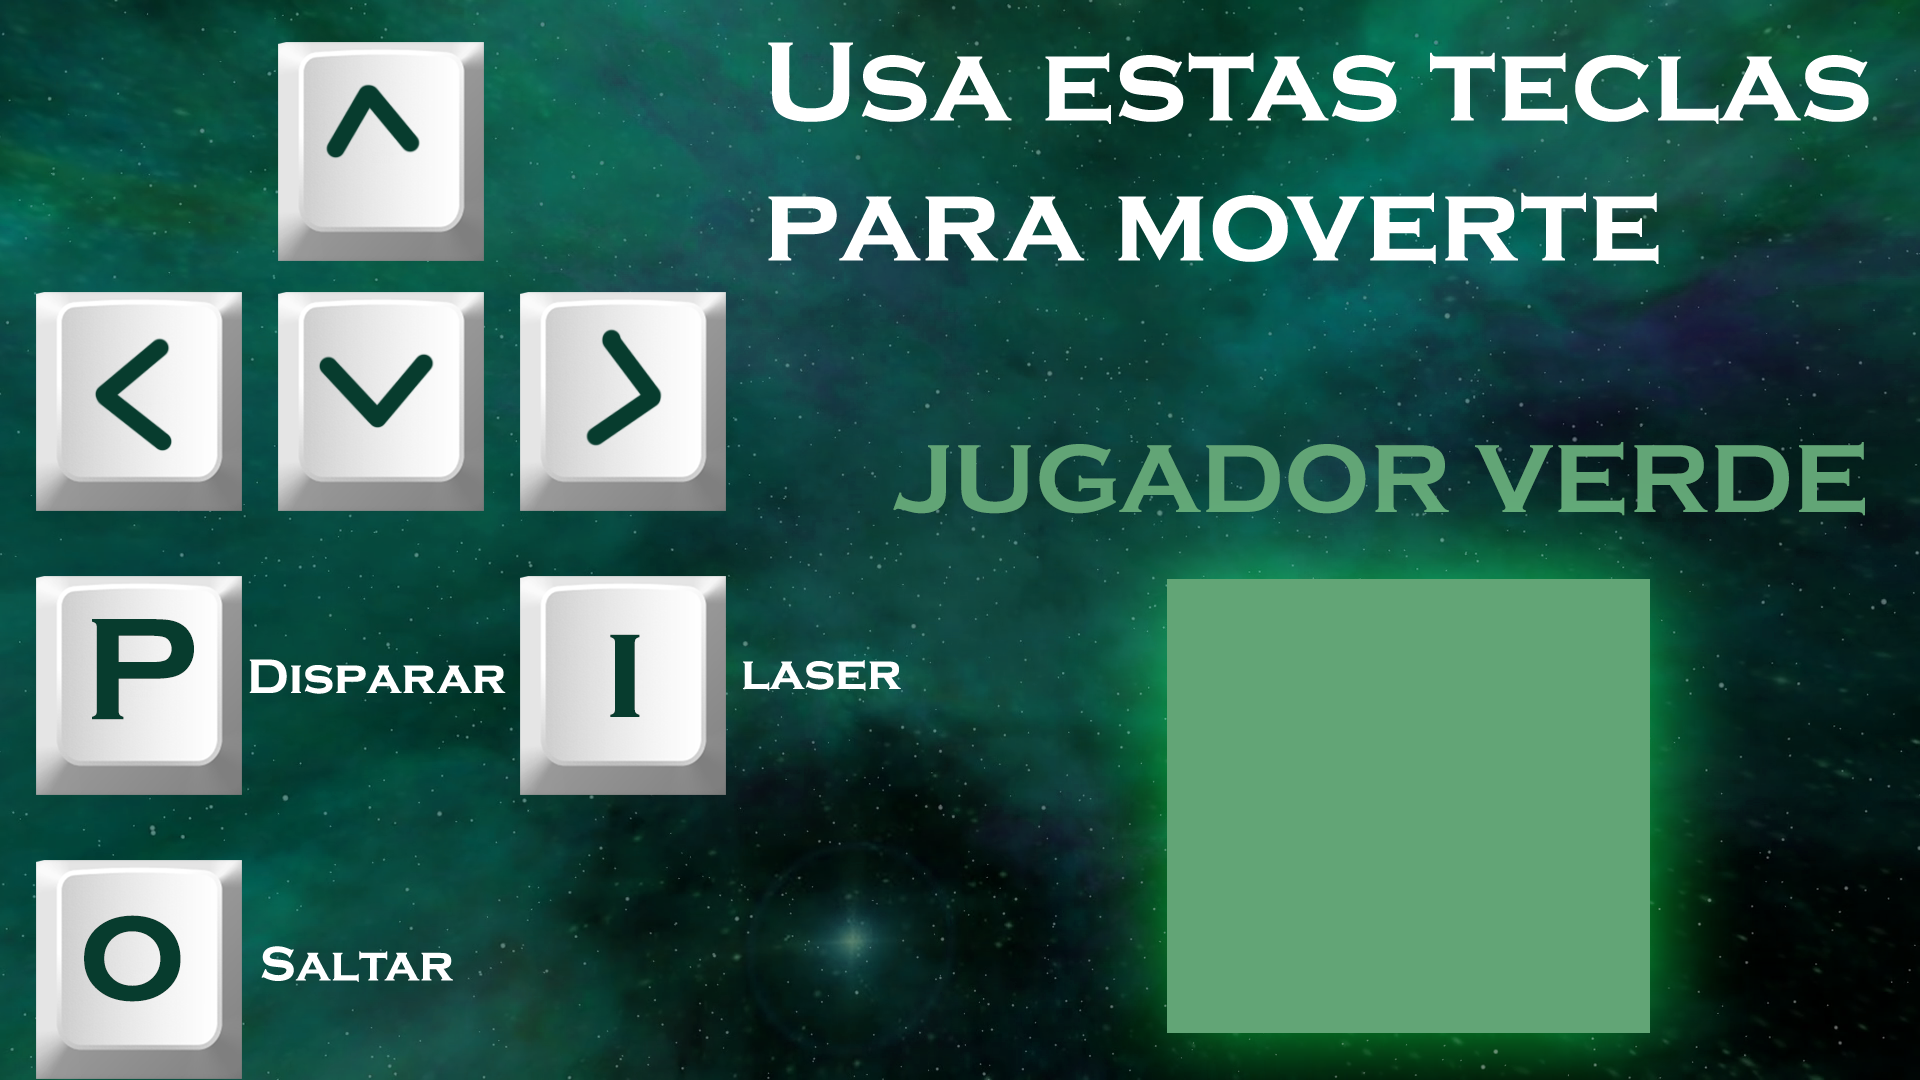 USA ESTAS TECLAS
PARA MOVERTE
JUGADOR VERDE
P
DISPARAR
I
LASER
O
SALTAR